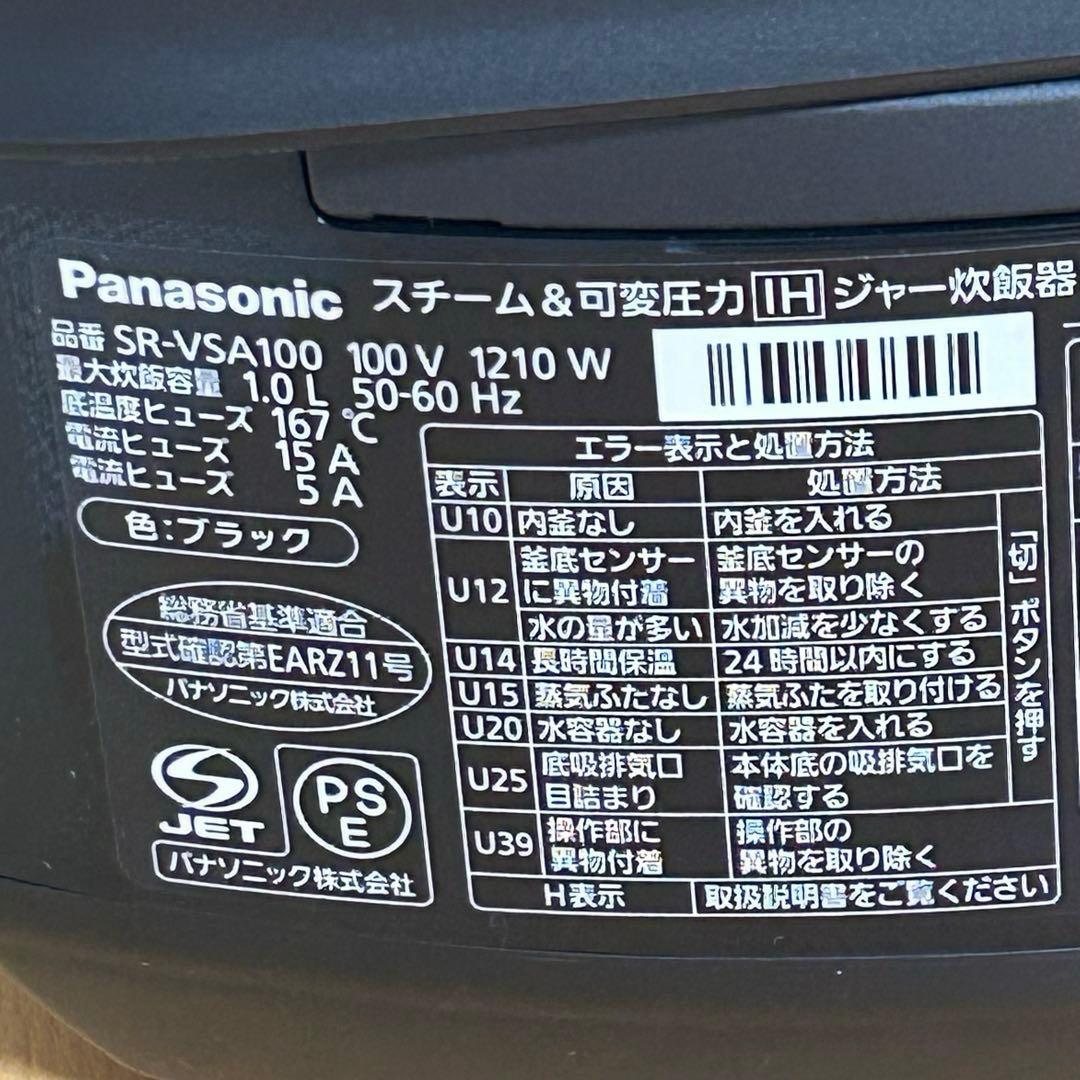 Panasonic スチーム&可変圧力IHジャー炊飯器
品番 SR-VSA100 100V 1210W
最大炊飯容量 1.0L 50-60Hz
底温度ヒューズ 167℃
電流ヒューズ 15A
電流ヒューズ 5A
色:ブラック
総務省基準適合
型式確認第EARZ11号
パナソニック株式会社
JET
PS
E
パナソニック株式会社
エラー表示と処置方法
表示 原因 処置方法
U10 内釜なし 内釜を入れる
U12 釜底センサーに異物付着 釜底センサーの異物を取り除く
水の量が多い 水加減を少なくする
U14 長時間保温 24時間以内にする
U15 蒸気ふたなし 蒸気ふたを取り付ける
U20 水容器なし 水容器を入れる
U25 底吸排気口目詰まり 本体底の吸排気口を確認する
「切」ボタンを押す
U39 操作部に異物付着 操作部の異物を取り除く
H表示 取扱説明書をご覧ください